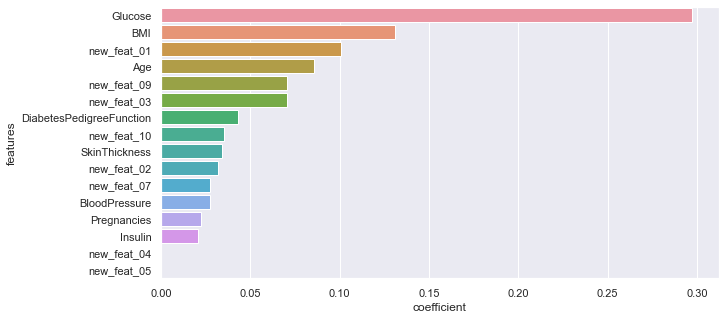 features
Glucose
BMI
new_feat_01
Age
new_feat_09
new_feat_03
DiabetesPedigreeFunction
new_feat_10
SkinThickness
new_feat_02
new_feat_07
BloodPressure
Pregnancies
Insulin
new_feat_04
new_feat_05
0.00 0.05 0.10 0.15 0.20 0.25 0.30
coefficient